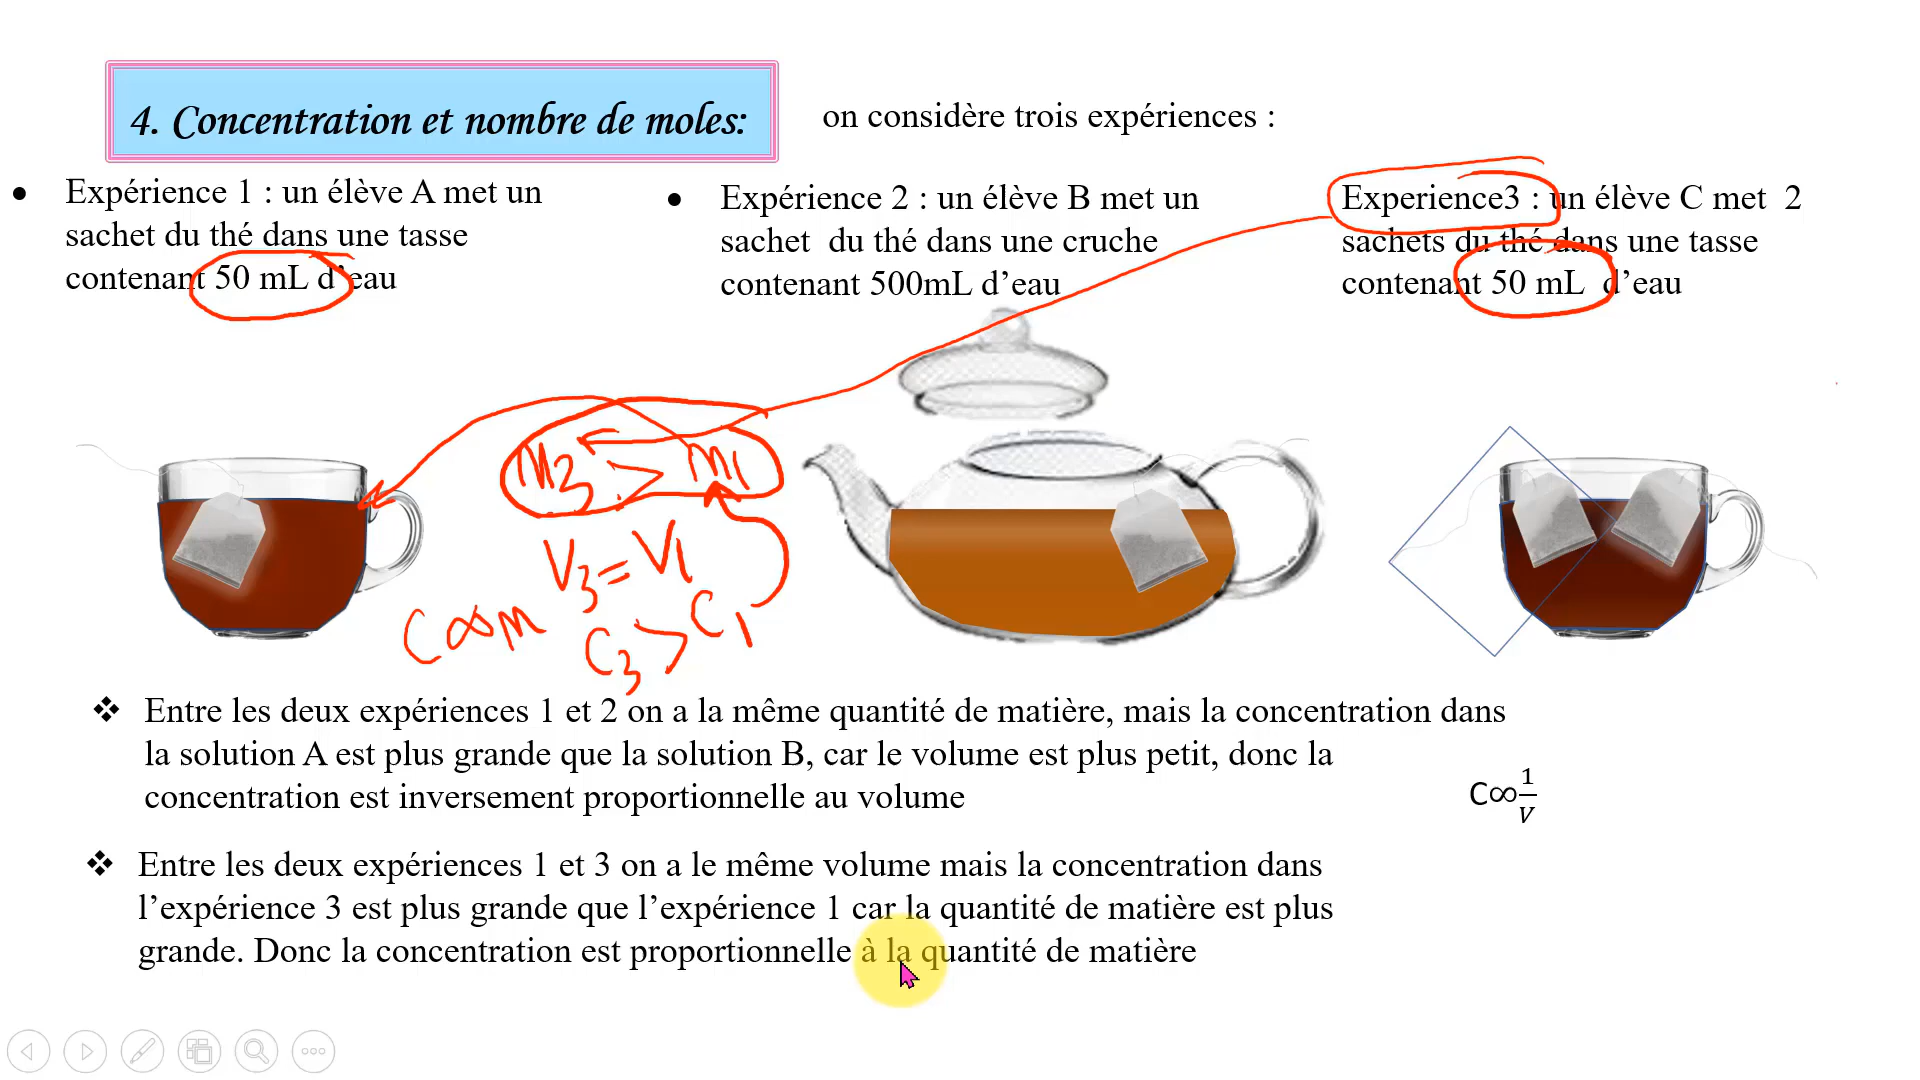 4. Concentration et nombre de moles:
on considère trois expériences :
• Expérience 1 : un élève A met un
sachet du thé dans une tasse
contenant 50 mL d’eau
• Expérience 2 : un élève B met un
sachet du thé dans une cruche
contenant 500mL d’eau
Experience3 : un élève C met 2
sachets du thé dans une tasse
contenant 50 mL d’eau
m3 > m1
V3 = V1
C∞m
C3 > C1
❖ Entre les deux expériences 1 et 2 on a la même quantité de matière, mais la concentration dans
la solution A est plus grande que la solution B, car le volume est plus petit, donc la
concentration est inversement proportionnelle au volume
C∞1/V
❖ Entre les deux expériences 1 et 3 on a le même volume mais la concentration dans
l’expérience 3 est plus grande que l’expérience 1 car la quantité de matière est plus
grande. Donc la concentration est proportionnelle à la quantité de matière